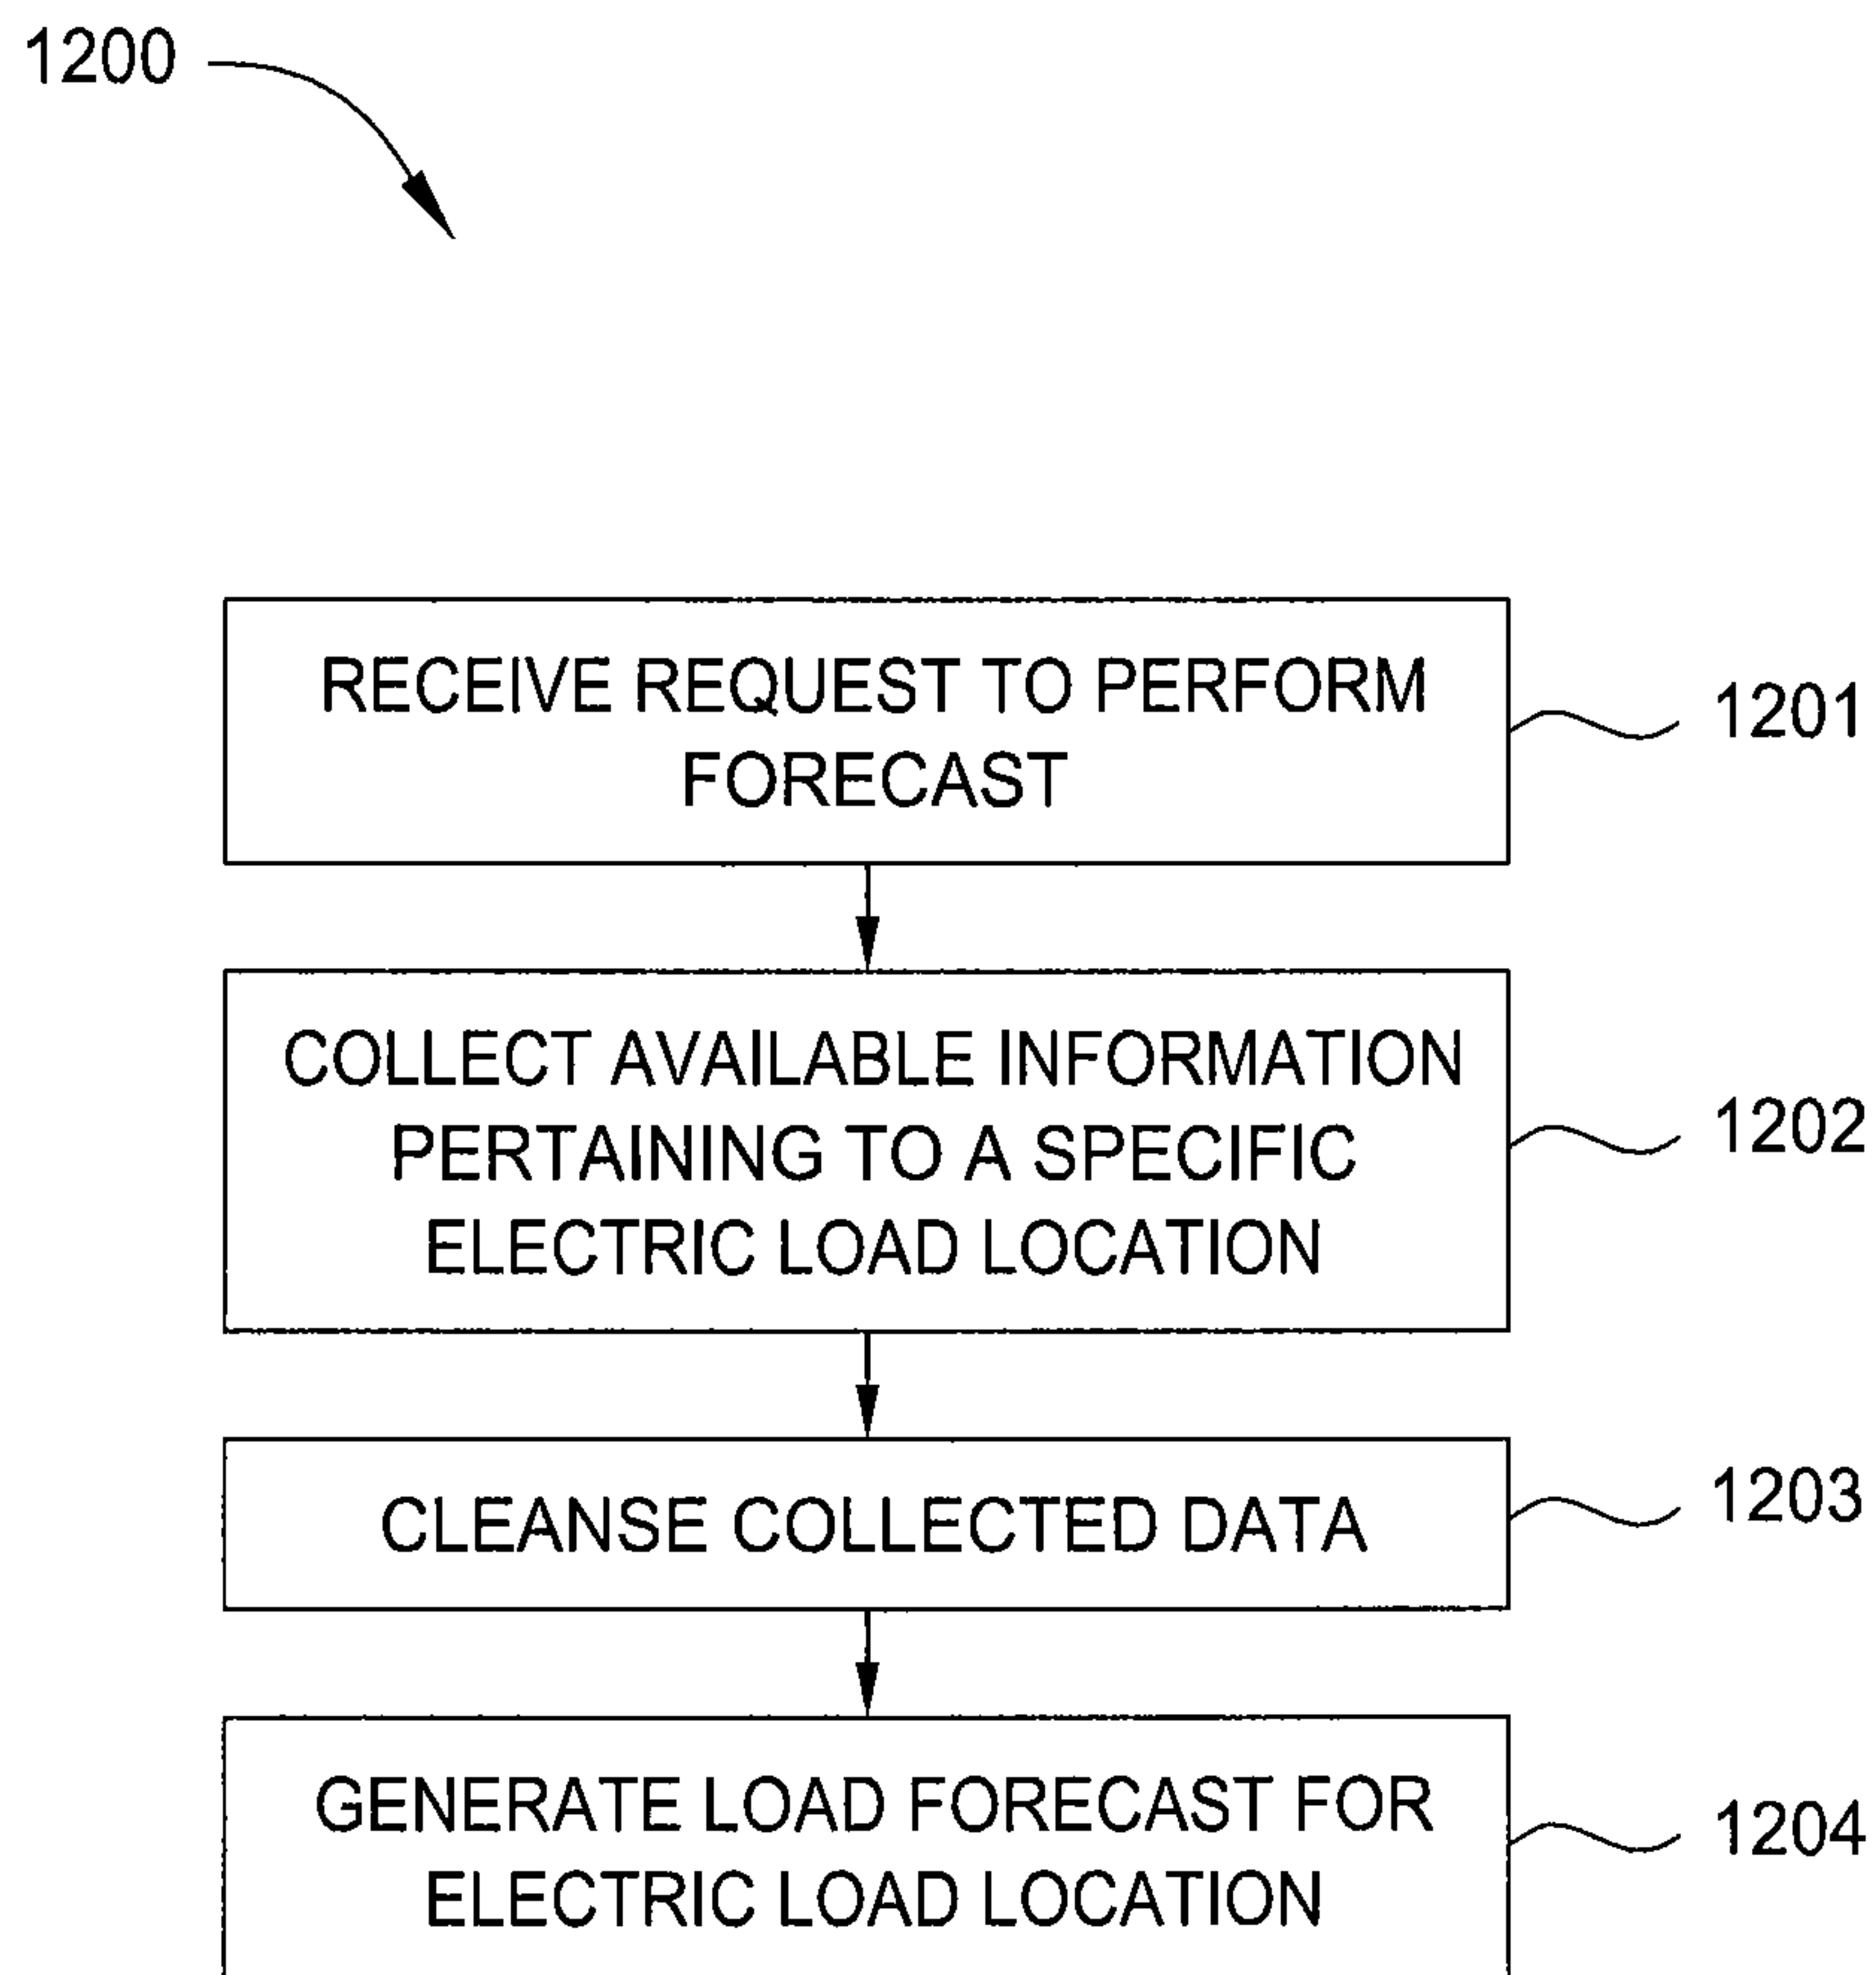 1200
RECEIVE REQUEST TO PERFORM
FORECAST
1201
COLLECT AVAILABLE INFORMATION
PERTAINING TO A SPECIFIC
ELECTRIC LOAD LOCATION
1202
CLEANSE COLLECTED DATA
1203
GENERATE LOAD FORECAST FOR
ELECTRIC LOAD LOCATION
1204